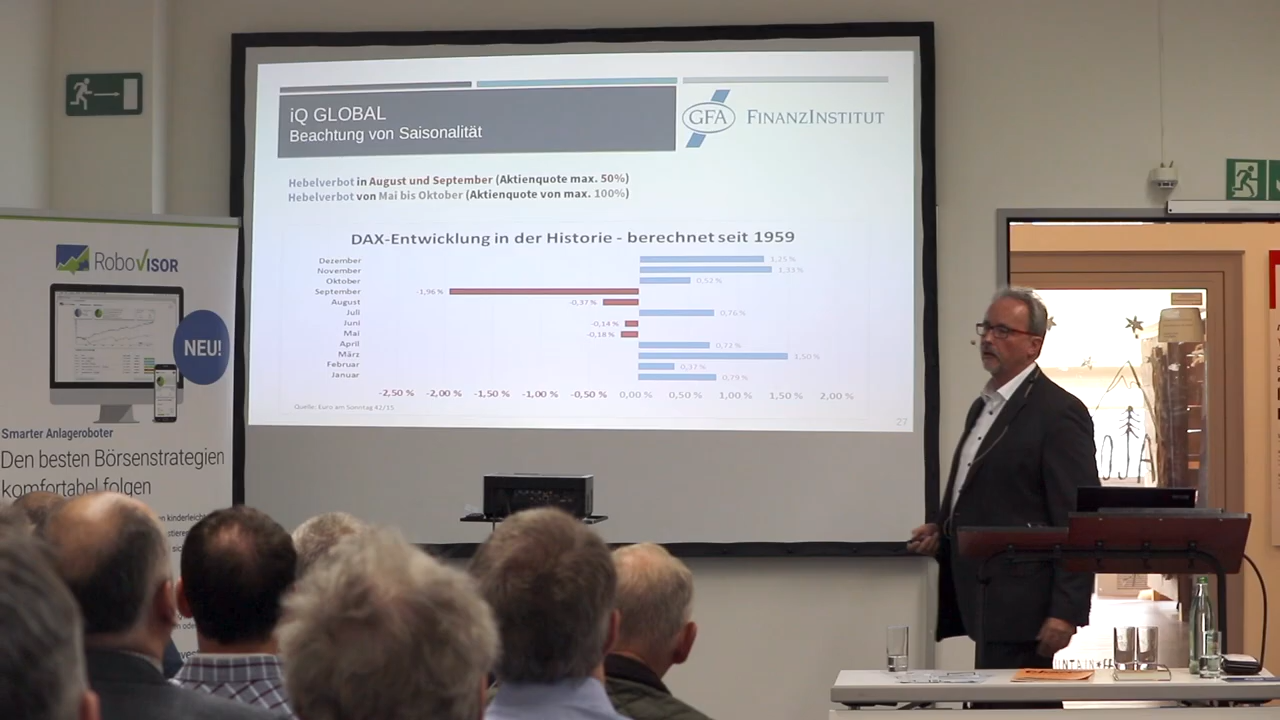 iQ GLOBAL
Beachtung von Saisonalität
GFA FINANZINSTITUT
Hebelverbot in August und September (Aktienquote max. 50%)
Hebelverbot von Mai bis Oktober (Aktienquote von max. 100%)
DAX-Entwicklung in der Historie - berechnet seit 1959
Dezember 1,25 %
November 1,33 %
Oktober 0,52 %
September -1,96 %
August -0,37 %
Juli 0,76 %
Juni -0,14 %
Mai -0,18 %
April 0,72 %
März 1,50 %
Februar 0,37 %
Januar 0,79 %
-2,50 % -2,00 % -1,50 % -1,00 % -0,50 % 0,00 % 0,50 % 1,00 % 1,50 % 2,00 %
Quelle: Euro am Sonntag 42/15
27
RoboVISOR
NEU!
Smarter Anlageroboter
Den besten Börsenstrategien
komfortabel folgen